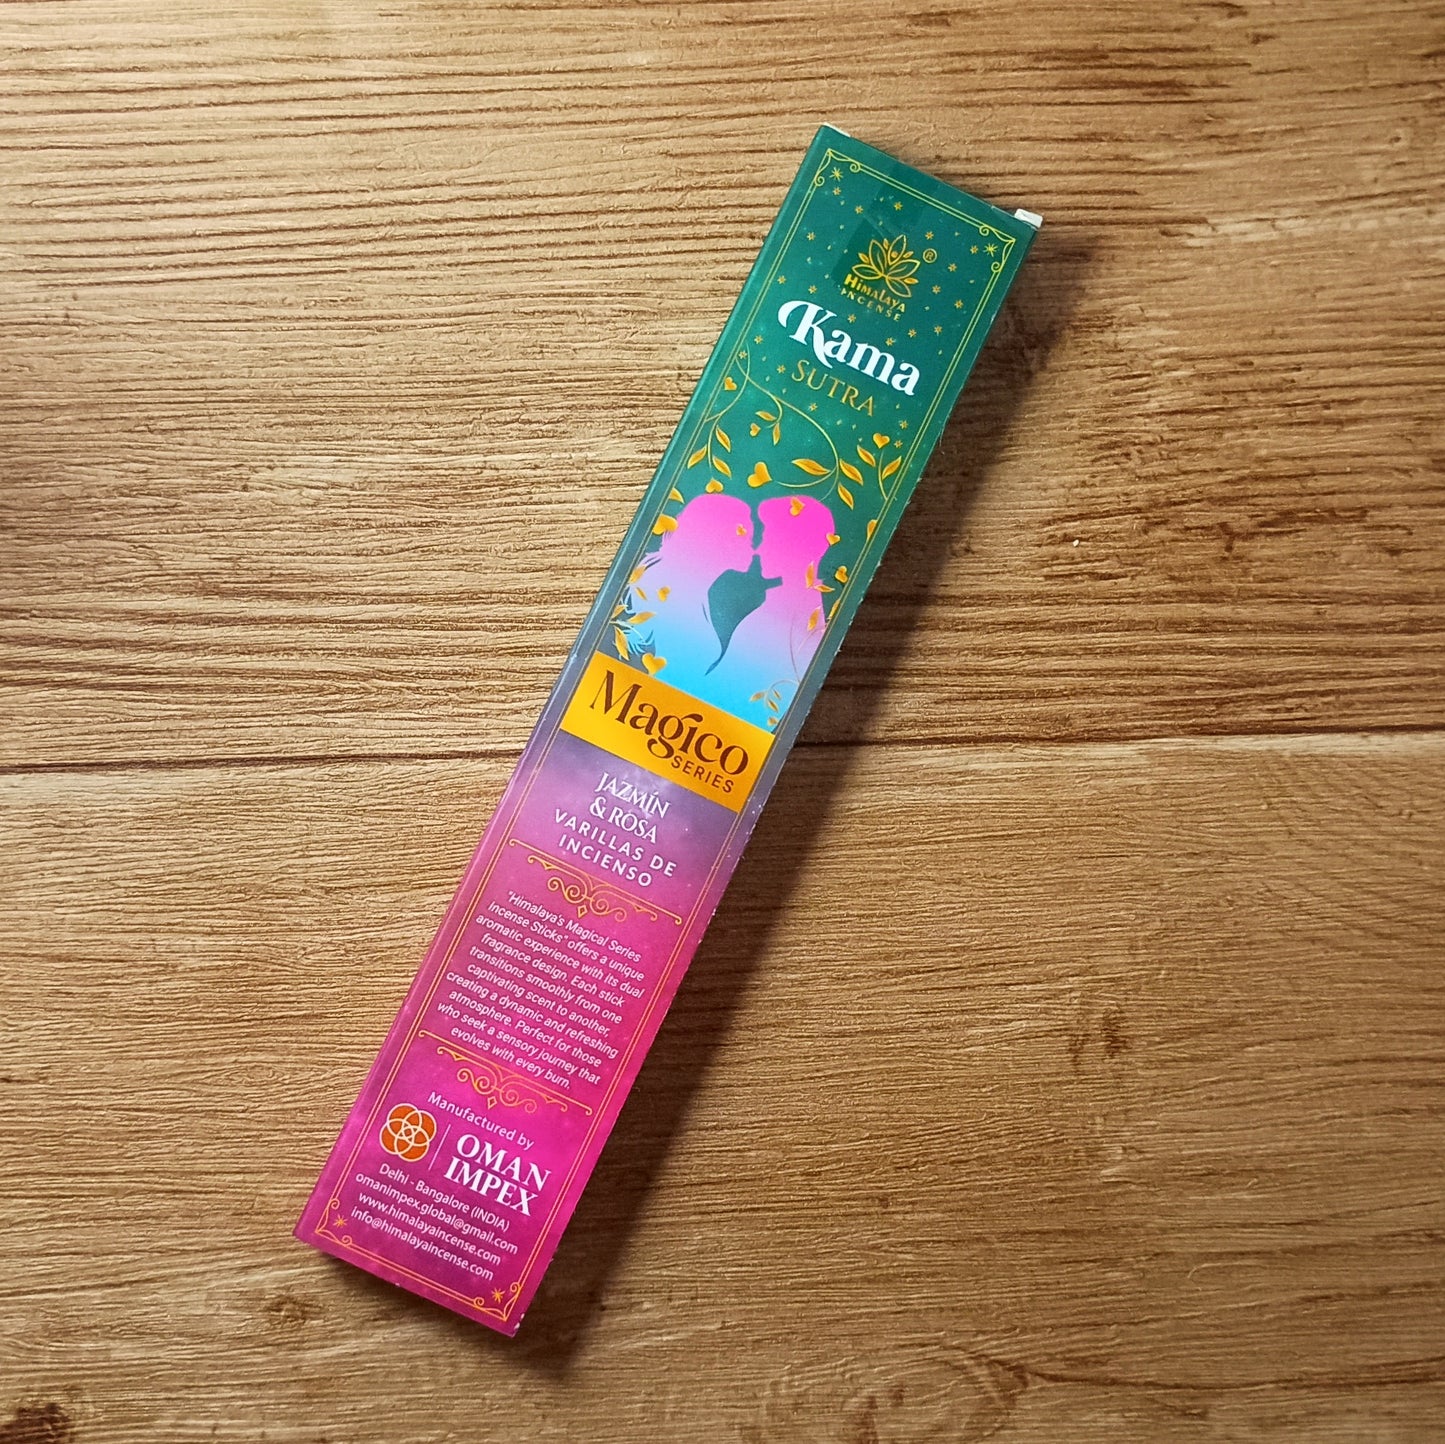 ®
HIMALAYA
INCENSE
Kama
SUTRA
Magico
SERIES
JAZMÍN
& ROSA
VARILLAS DE
INCIENSO
"Himalaya's Magical Series
Incense Sticks" offers a unique
aromatic experience with its dual
fragrance design. Each stick
transitions smoothly from one
captivating scent to another,
creating a dynamic and refreshing
atmosphere. Perfect for those
who seek a sensory journey that
evolves with every burn.
Manufactured by
OMAN
IMPEX
Delhi - Bangalore (INDIA)
omanimpex.global@gmail.com
www.himalayaincense.com
info@himalayaincense.com